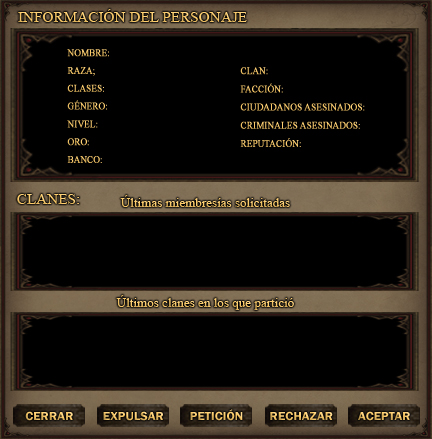 INFORMACIÓN DEL PERSONAJE
NOMBRE:
RAZA;
CLASES:
GÉNERO:
NIVEL:
ORO:
BANCO:
CLAN:
FACCIÓN:
CIUDADANOS ASESINADOS:
CRIMINALES ASESINADOS:
REPUTACIÓN:
CLANES:
Últimas miembresías solicitadas
Últimos clanes en los que partició
CERRAR
EXPULSAR
PETICIÓN
RECHAZAR
ACEPTAR